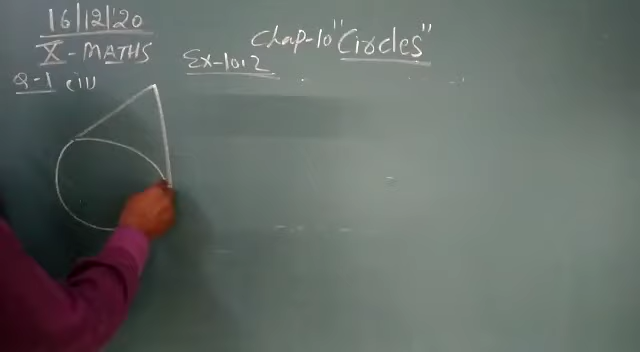 16|12|'20
X - MATHS
Chap-10 "Circles"
Ex-10.2
Q-1 (i)